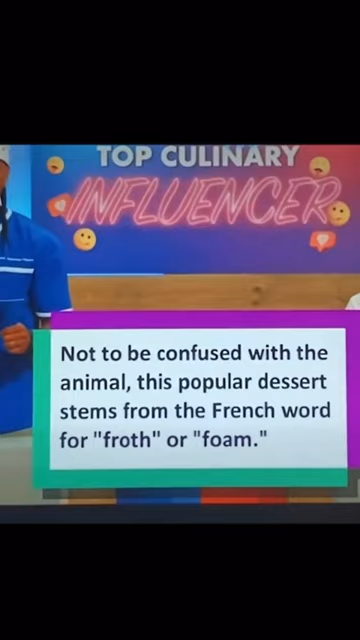 TOP CULINARY
INFLUENCER
Not to be confused with the
animal, this popular dessert
stems from the French word
for "froth" or "foam."